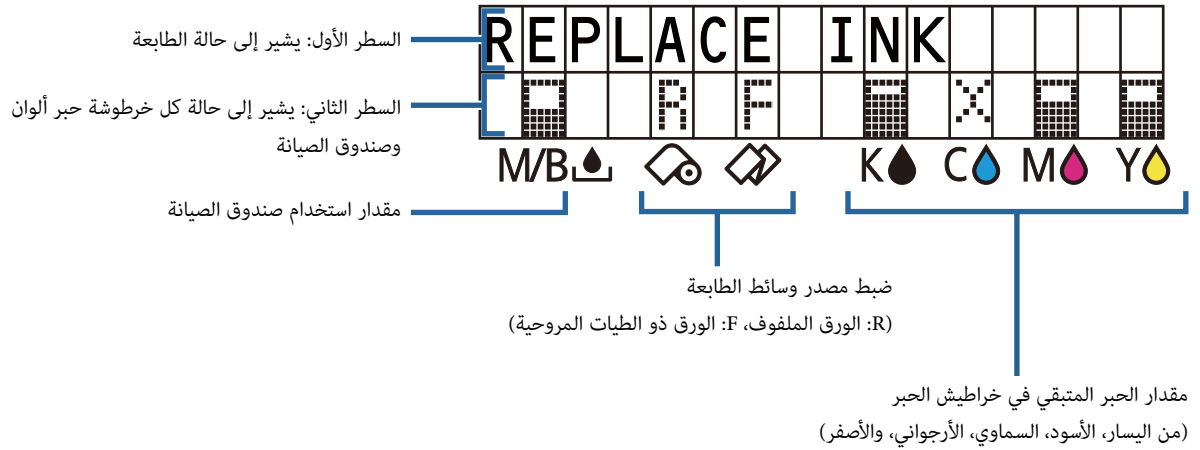 REPLACE INK
R F X
M/B K C M Y
السطر الأول: يشير إلى حالة الطابعة
السطر الثاني: يشير إلى حالة كل خرطوشة حبر ألوان
وصندوق الصيانة
مقدار استخدام صندوق الصيانة
ضبط مصدر وسائط الطابعة
(R: الورق الملفوف، F: الورق ذو الطيات المروحية)
مقدار الحبر المتبقي في خراطيش الحبر
(من اليسار، الأسود، السماوي، الأرجواني، والأصفر)